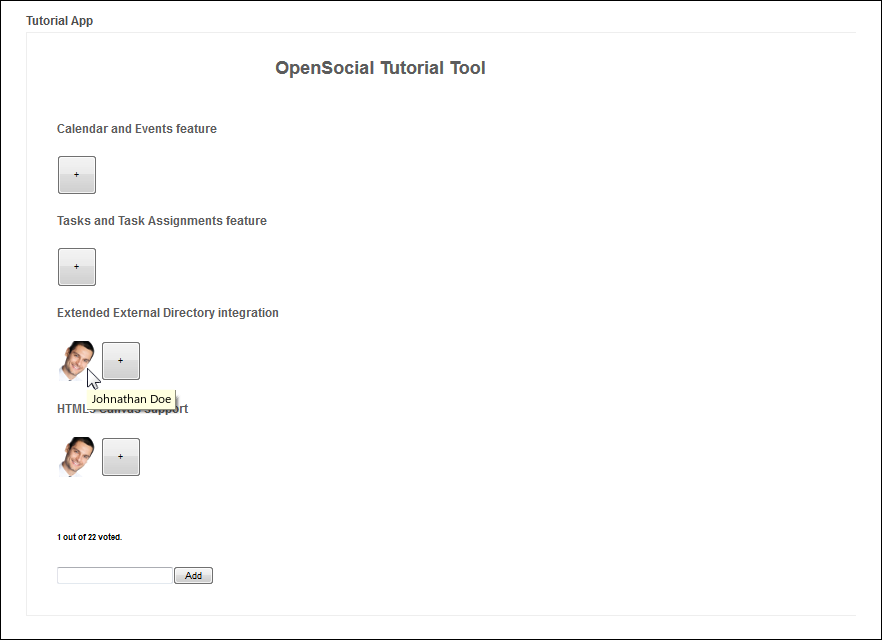 Tutorial App
OpenSocial Tutorial Tool
Calendar and Events feature
+
Tasks and Task Assignments feature
+
Extended External Directory integration
+
Johnathan Doe
HTML5 Canvas support
+
1 out of 22 voted.
Add